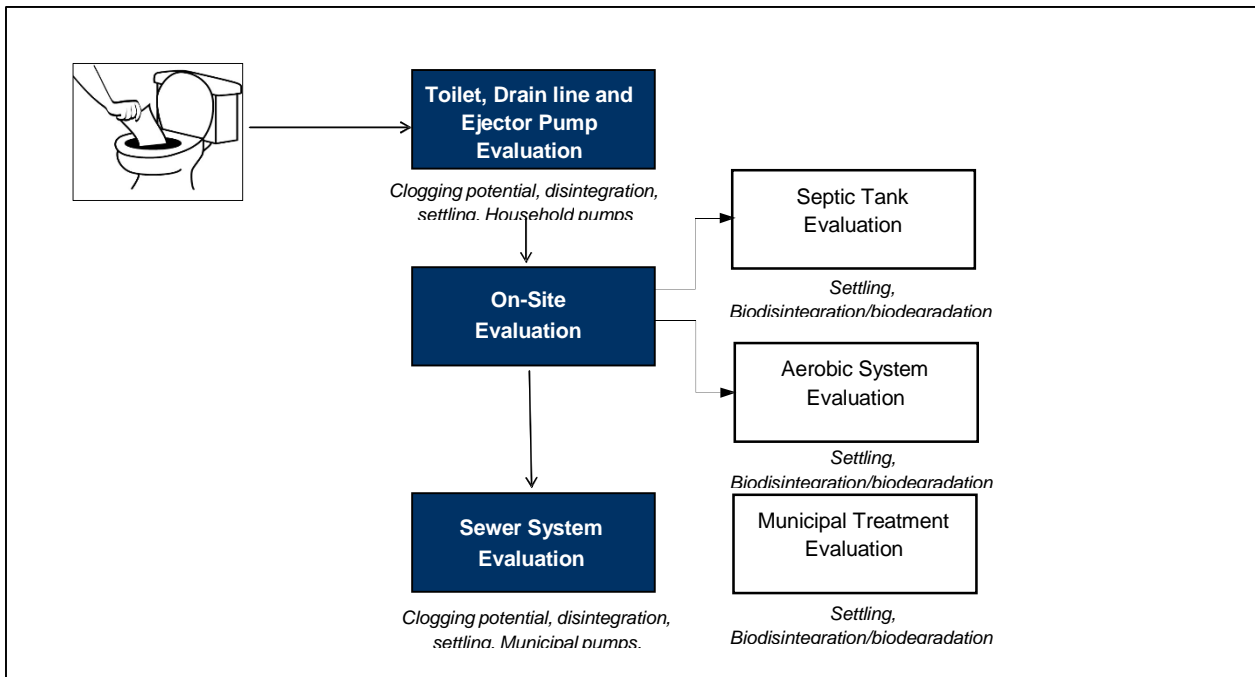 Toilet, Drain line and
Ejector Pump
Evaluation
Clogging potential, disintegration,
settling. Household pumps
Septic Tank
Evaluation
Settling,
Biodisintegration/biodegradation
On-Site
Evaluation
Aerobic System
Evaluation
Settling,
Biodisintegration/biodegradation
Sewer System
Evaluation
Clogging potential, disintegration,
settling. Municipal pumps.
Municipal Treatment
Evaluation
Settling,
Biodisintegration/biodegradation